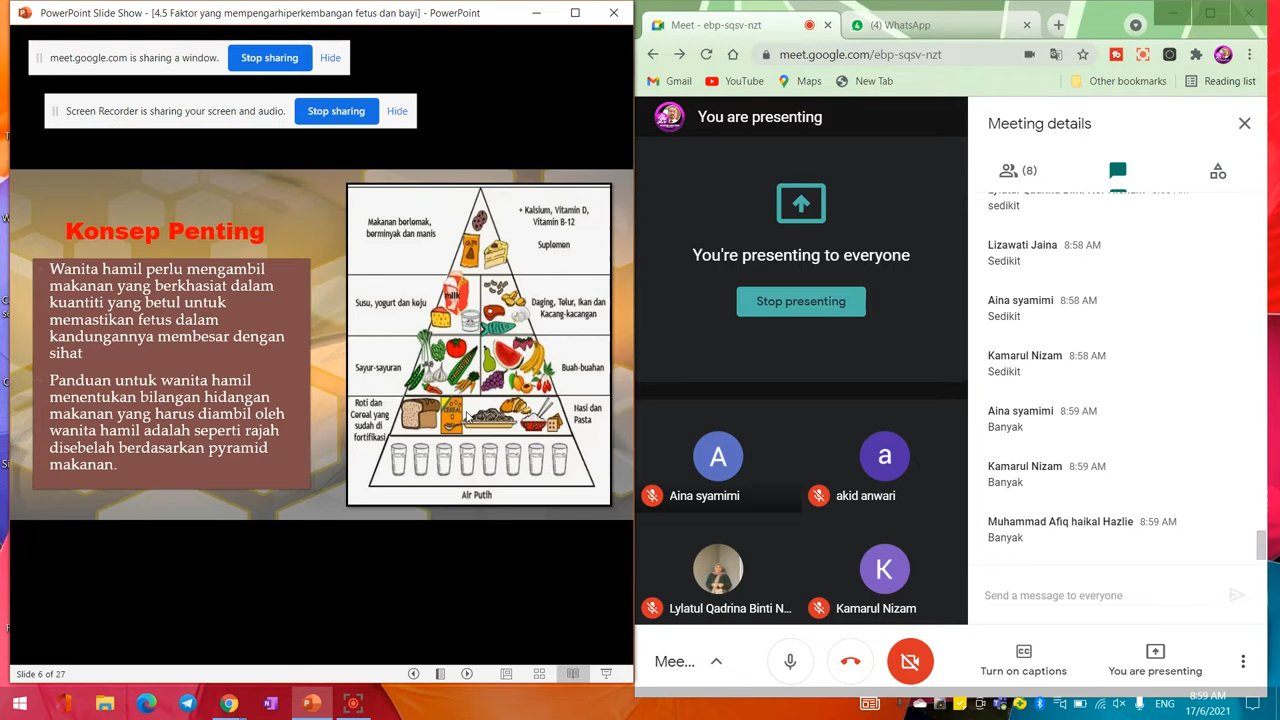 PowerPoint Slide Show - [4.5 Faktor yang mempengarhiperkembangan fetus dan bayi] - PowerPoint
meet.google.com is sharing a window.
Stop sharing
Hide
Screen Recorder is sharing your screen and audio.
Stop sharing
Hide
Konsep Penting
Wanita hamil perlu mengambil
makanan yang berkhasiat dalam
kuantiti yang betul untuk
memastikan fetus dalam
kandungannya membesar dengan
sihat
Panduan untuk wanita hamil
menentukan bilangan hidangan
makanan yang harus diambil oleh
wanita hamil adalah seperti rajah
disebelah berdasarkan pyramid
makanan.
Makanan berlemak,
berminyak dan manis
+ Kalsium, Vitamin D,
Vitamin B-12
Suplemen
Susu, yogurt dan keju
milk
Daging, Telur, Ikan dan
Kacang-kacangan
Sayur-sayuran
Buah-buahan
Roti dan
Cereal yang
sudah di
fortifikasi
Nasi dan
Pasta
Air Putih
Slide 6 of 27
Meet - ebp-sqsv-nzt
(4) WhatsApp
meet.google.com/ebp-sqsv-nzt
Gmail
YouTube
Maps
New Tab
Other bookmarks
Reading list
You are presenting
You're presenting to everyone
Stop presenting
A
Aina syamimi
a
akid anwari
Lylatul Qadrina Binti N...
K
Kamarul Nizam
Meeting details
(8)
sedikit
Lizawati Jaina 8:58 AM
Sedikit
Aina syamimi 8:58 AM
Sedikit
Kamarul Nizam 8:58 AM
Sedikit
Aina syamimi 8:59 AM
Banyak
Kamarul Nizam 8:59 AM
Banyak
Muhammad Afiq haikal Hazlie 8:59 AM
Banyak
Send a message to everyone
Mee...
Turn on captions
You are presenting
ENG
8:59 AM
17/6/2021